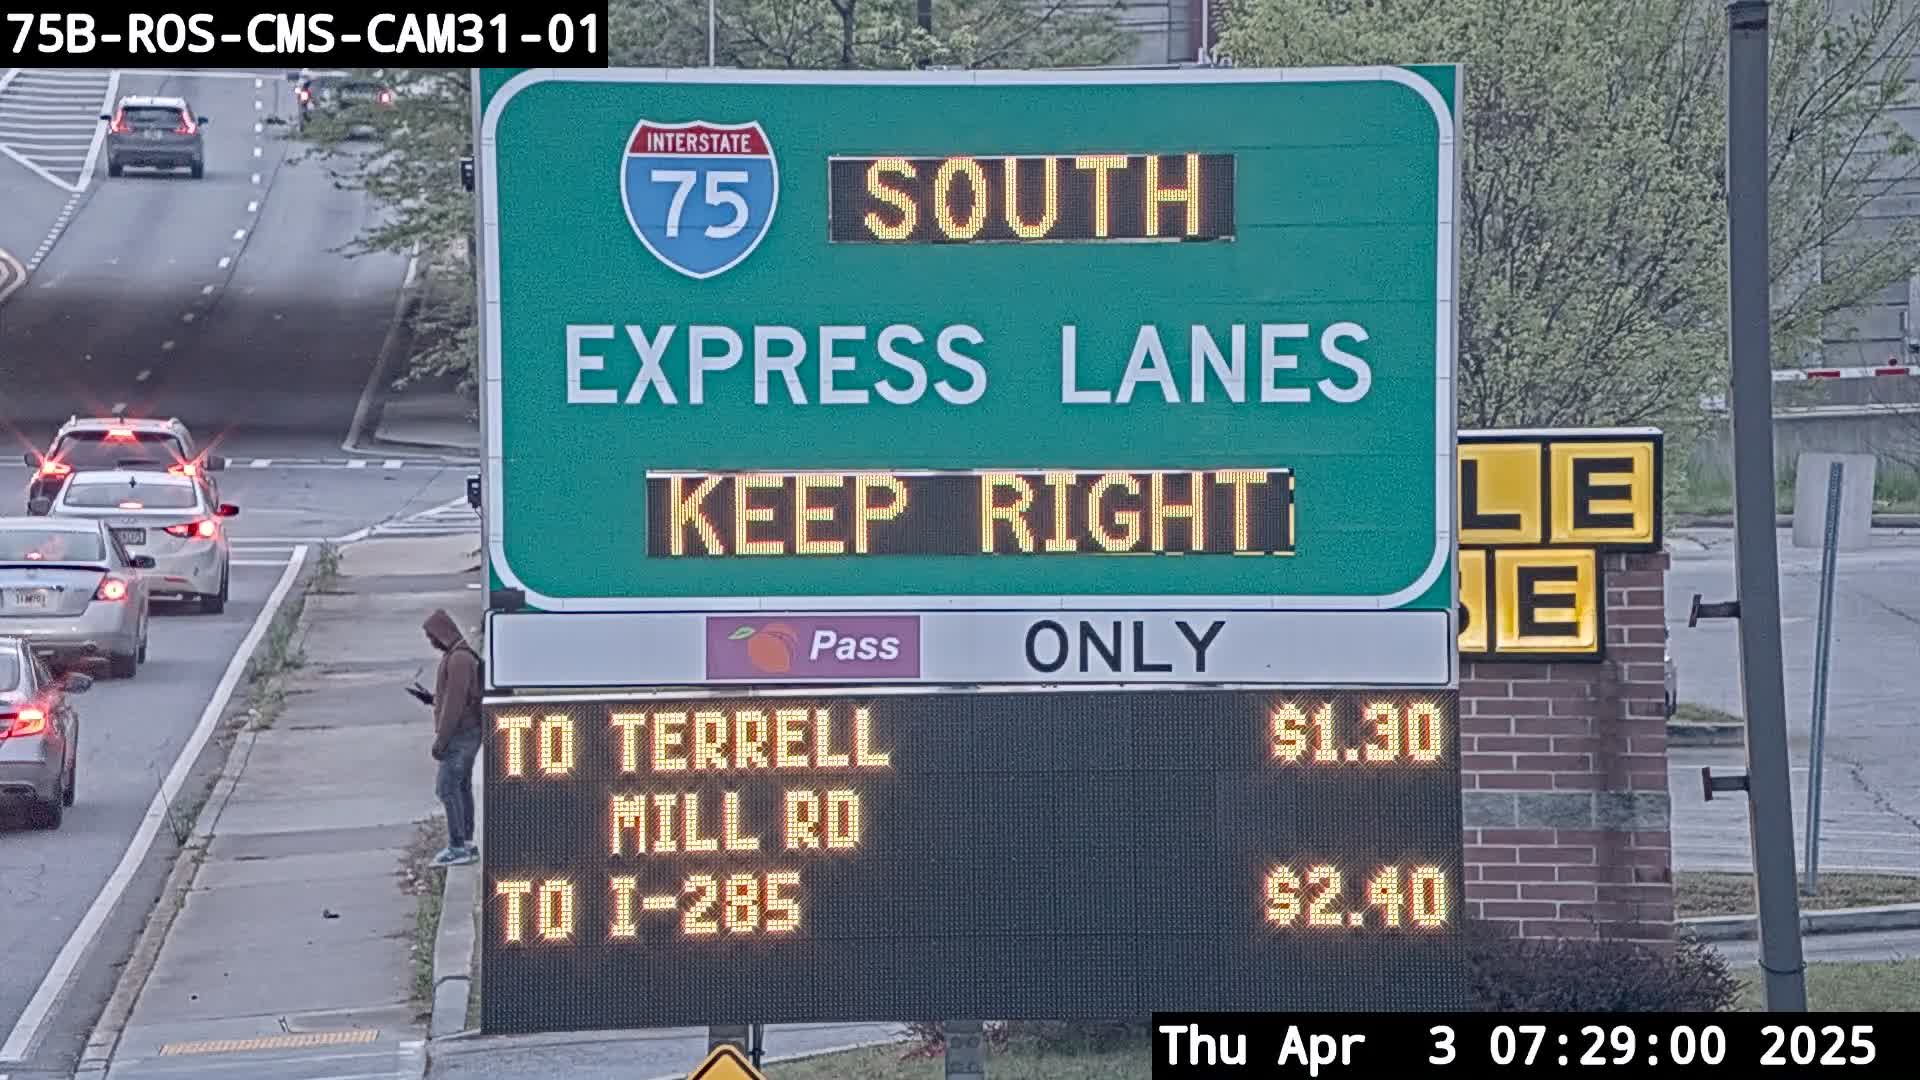 75B-ROS-CMS-CAM31-01
INTERSTATE
75
SOUTH
EXPRESS LANES
KEEP RIGHT
LE
E
Pass ONLY
TO TERRELL $1.30
MILL RD
TO I-285 $2.40
Thu Apr 3 07:29:00 2025